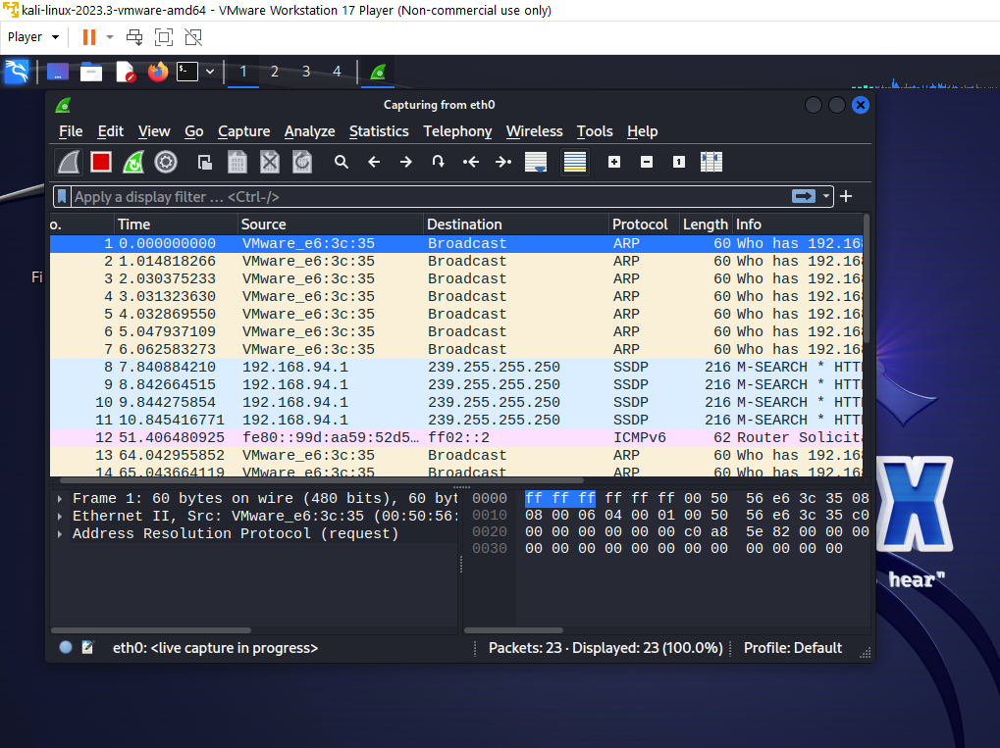 kali-linux-2023.3-vmware-amd64 - VMware Workstation 17 Player (Non-commercial use only)
Player
1 2 3 4
Capturing from eth0
File Edit View Go Capture Analyze Statistics Telephony Wireless Tools Help
Apply a display filter … <Ctrl-/>
o. Time Source Destination Protocol Length Info
1 0.000000000 VMware_e6:3c:35 Broadcast ARP 60 Who has 192.168
2 1.014818266 VMware_e6:3c:35 Broadcast ARP 60 Who has 192.168
Fi
3 2.030375233 VMware_e6:3c:35 Broadcast ARP 60 Who has 192.168
4 3.031323630 VMware_e6:3c:35 Broadcast ARP 60 Who has 192.168
5 4.032869550 VMware_e6:3c:35 Broadcast ARP 60 Who has 192.168
6 5.047937109 VMware_e6:3c:35 Broadcast ARP 60 Who has 192.168
7 6.062583273 VMware_e6:3c:35 Broadcast ARP 60 Who has 192.168
8 7.840884210 192.168.94.1 239.255.255.250 SSDP 216 M-SEARCH * HTT
9 8.842664515 192.168.94.1 239.255.255.250 SSDP 216 M-SEARCH * HTT
10 9.844275854 192.168.94.1 239.255.255.250 SSDP 216 M-SEARCH * HTT
11 10.845416771 192.168.94.1 239.255.255.250 SSDP 216 M-SEARCH * HTT
12 51.406480925 fe80::99d:aa59:52d5… ff02::2 ICMPv6 62 Router Solicit
13 64.042955852 VMware_e6:3c:35 Broadcast ARP 60 Who has 192.168
14 65.043664119 VMware_e6:3c:35 Broadcast ARP 60 Who has 192.168
Frame 1: 60 bytes on wire (480 bits), 60 byt
Ethernet II, Src: VMware_e6:3c:35 (00:50:56:
Address Resolution Protocol (request)
0000 ff ff ff ff ff ff 00 50 56 e6 3c 35 08
0010 08 00 06 04 00 01 00 50 56 e6 3c 35 c0
0020 00 00 00 00 00 00 c0 a8 5e 82 00 00 00
0030 00 00 00 00 00 00 00 00 00 00 00 00
X
hear"
eth0: <live capture in progress>
Packets: 23 · Displayed: 23 (100.0%)
Profile: Default